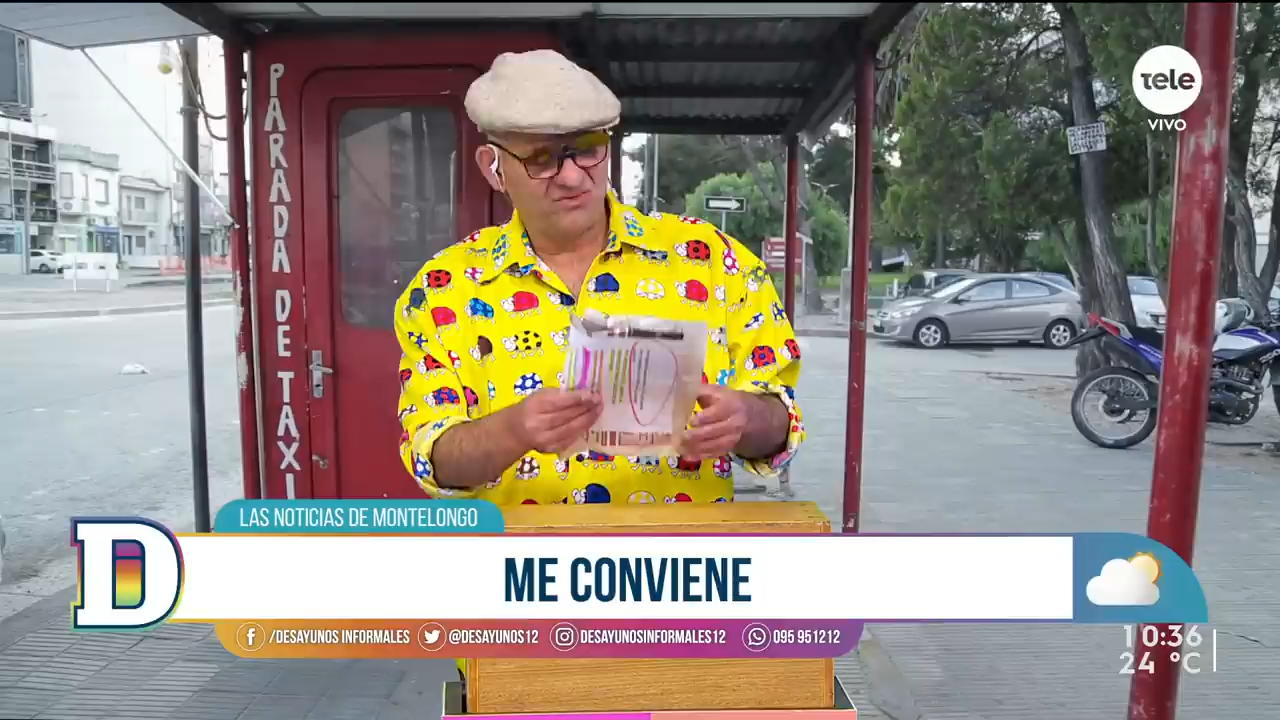 tele
VIVO
PARADA DE TAXI
LAS NOTICIAS DE MONTELONGO
D
ME CONVIENE
/DESAYUNOS INFORMALES
@DESAYUNOS12
DESAYUNOSINFORMALES12
095 951212
10:36
24 °C